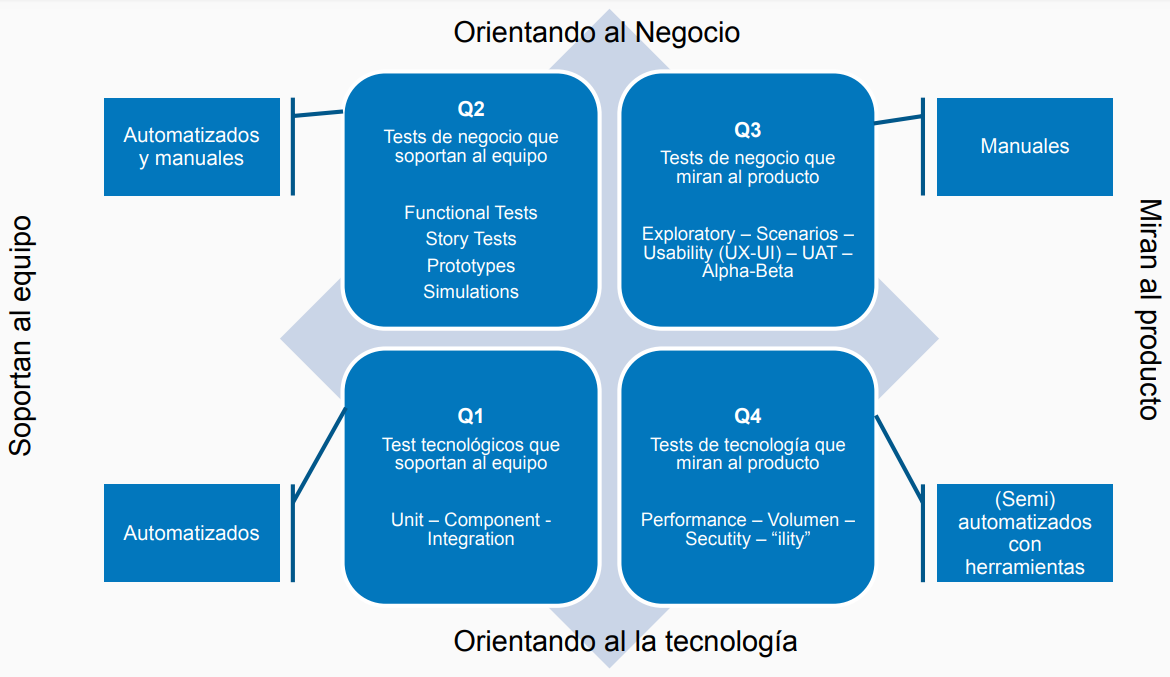 Orientando al Negocio
Automatizados
y manuales
Q2
Tests de negocio que
soportan al equipo
Functional Tests
Story Tests
Prototypes
Simulations
Q3
Tests de negocio que
miran al producto
Exploratory – Scenarios –
Usability (UX-UI) – UAT –
Alpha-Beta
Manuales
Soportan al equipo
Miran al producto
Automatizados
Q1
Test tecnológicos que
soportan al equipo
Unit – Component -
Integration
Q4
Tests de tecnología que
miran al producto
Performance – Volumen –
Secutity – “ility”
(Semi)
automatizados
con
herramientas
Orientando al la tecnología